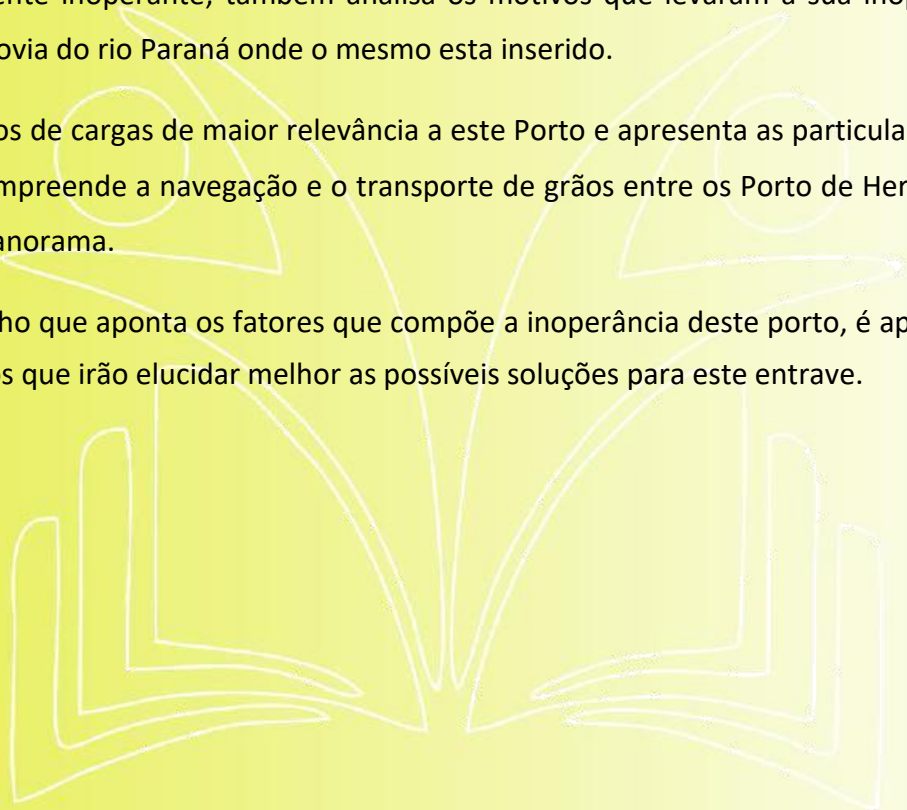 ente inoperante, também analisa os motivos que levaram a sua inop
ovia do rio Paraná onde o mesmo esta inserido.
os de cargas de maior relevância a este Porto e apresenta as particula
mpreende a navegação e o transporte de grãos entre os Porto de Her
anorama.
ho que aponta os fatores que compõe a inoperância deste porto, é ap
s que irão elucidar melhor as possíveis soluções para este entrave.